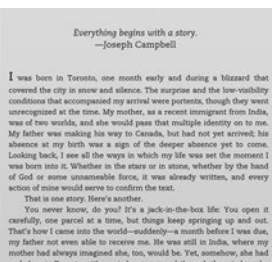 Everything begins with a story.
—Joseph Campbell
I was born in Toronto, one month early and during a blizzard that
covered the city in snow and silence. The surprise and the low-visibility
conditions that accompanied my arrival were portents, though they went
unrecognized at the time. My mother, as a recent immigrant from India,
was of two worlds, and she would pass that multiple identity on to me.
My father was making his way to Canada, but had not yet arrived; his
absence at my birth was a sign of the deeper absence yet to come.
Looking back, I see all the ways in which my life was set the moment I
was born into it. Whether in the stars or in stone, whether by the hand
of God or some unnameable force, it was already written, and every
action of mine would serve to confirm the text.
That is one story. Here's another.
You never know, do you? It's a jack-in-the-box life: You open it
carefully, one parcel at a time, but things keep springing up and out.
That's how I came into the world—suddenly—a month before I was due,
my father not even able to receive me. He was still in India, where my
mother had always imagined she, too, would be. Yet, somehow, she had